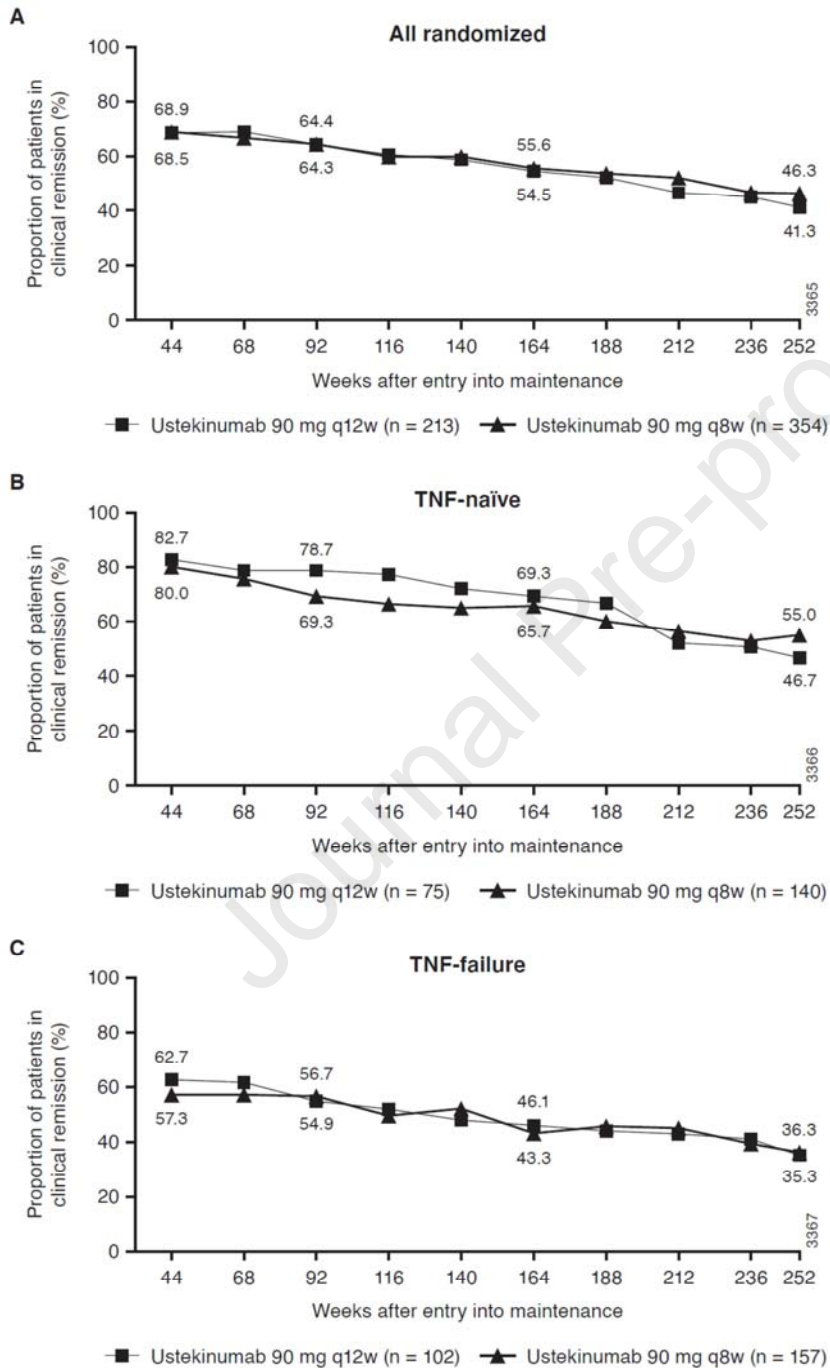 A
All randomized
Proportion of patients in
clinical remission (%)
100
80
60
40
20
0
68.9
68.5
64.4
64.3
55.6
54.5
46.3
41.3
3365
44 68 92 116 140 164 188 212 236 252
Weeks after entry into maintenance
Ustekinumab 90 mg q12w (n = 213) Ustekinumab 90 mg q8w (n = 354)
B
TNF-naïve
Proportion of patients in
clinical remission (%)
100
80
60
40
20
0
82.7
80.0
78.7
69.3
69.3
65.7
55.0
46.7
3366
44 68 92 116 140 164 188 212 236 252
Weeks after entry into maintenance
Ustekinumab 90 mg q12w (n = 75) Ustekinumab 90 mg q8w (n = 140)
C
TNF-failure
Proportion of patients in
clinical remission (%)
100
80
60
40
20
0
62.7
57.3
56.7
54.9
46.1
43.3
36.3
35.3
3367
44 68 92 116 140 164 188 212 236 252
Weeks after entry into maintenance
Ustekinumab 90 mg q12w (n = 102) Ustekinumab 90 mg q8w (n = 157)
Journal Pre-pro